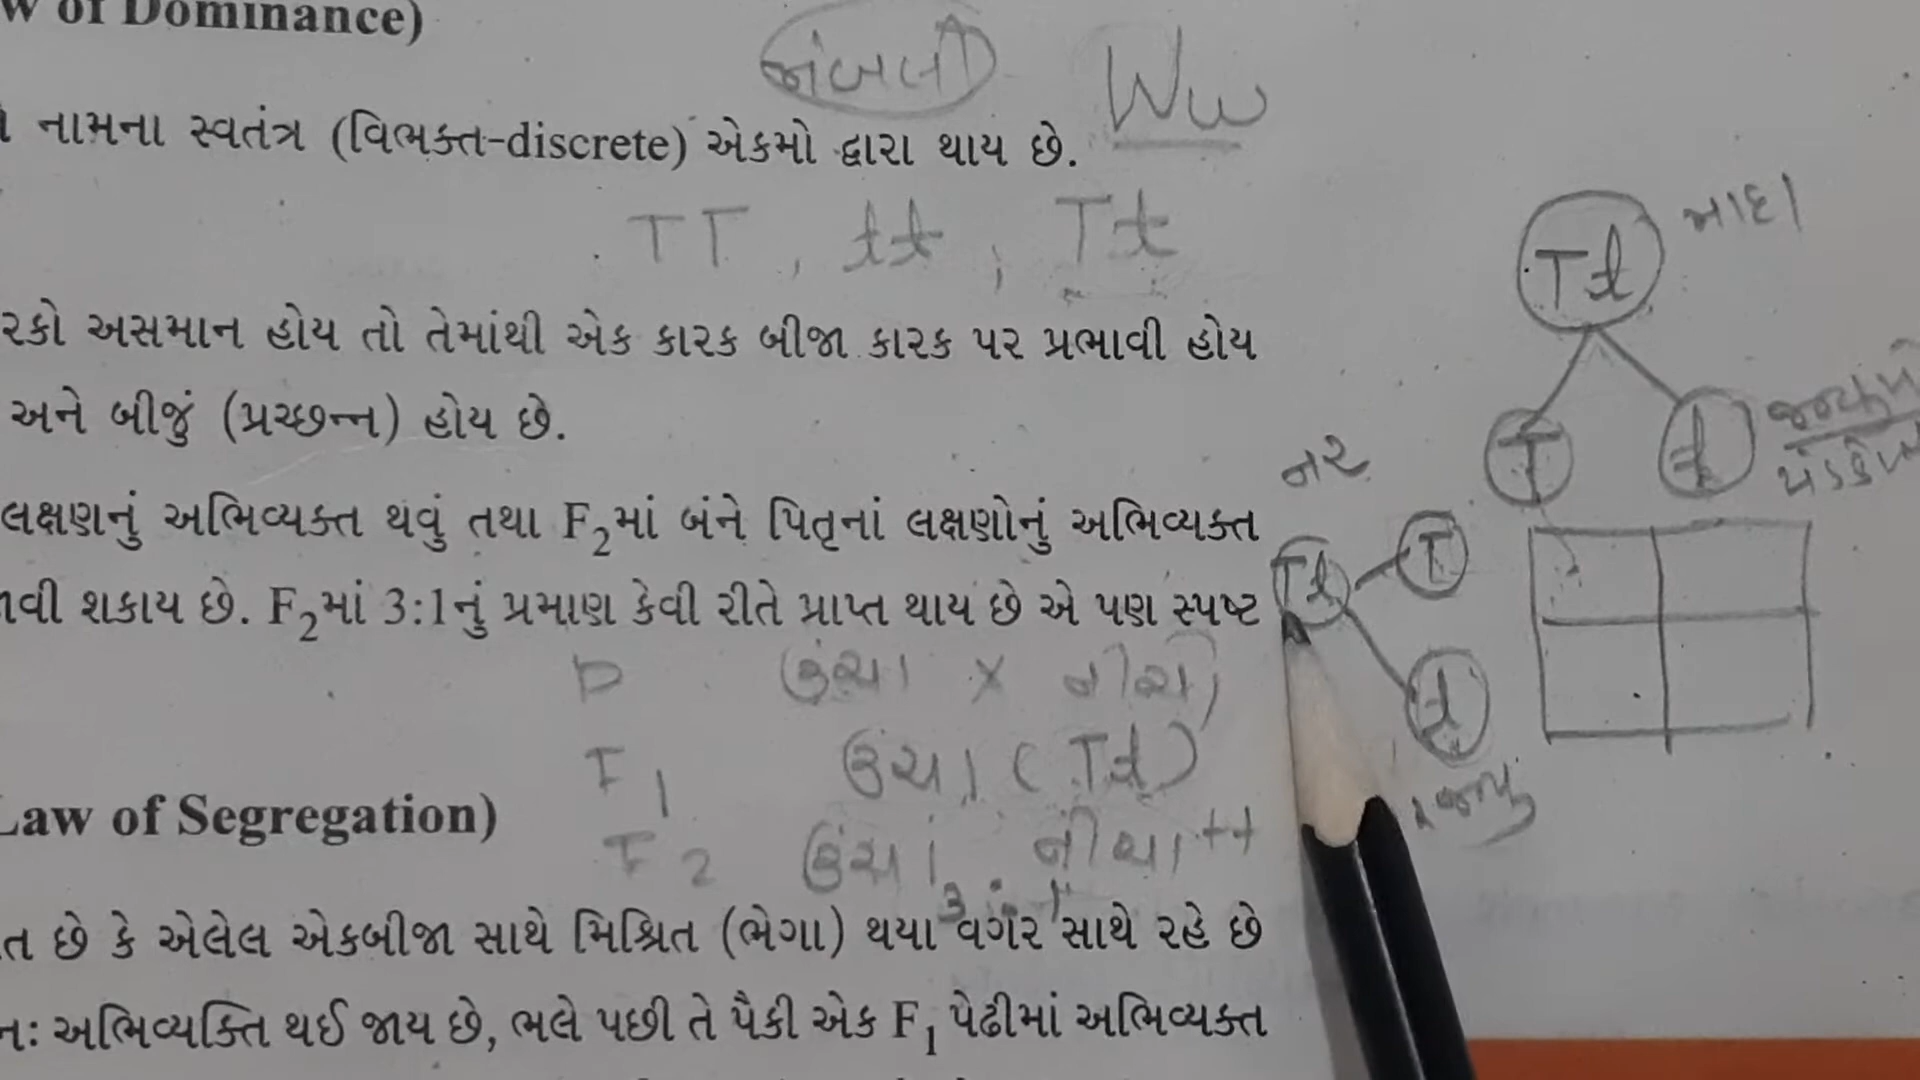 w of Dominance)
જાંબલી Ww
નામના સ્વતંત્ર (વિભક્ત-discrete) એકમો દ્વારા થાય છે.
TT , tt , Tt
રકો અસમાન હોય તો તેમાંથી એક કારક બીજા કારક પર પ્રભાવી હોય
અને બીજું (પ્રચ્છન્ન) હોય છે.
લક્ષણનું અભિવ્યક્ત થવું તથા F₂માં બંને પિતૃનાં લક્ષણોનું અભિવ્યક્ત
વી શકાય છે. F₂માં 3:1નું પ્રમાણ કેવી રીતે પ્રાપ્ત થાય છે એ પણ સ્પષ્ટ
P ઉંચા × નીચા
F₁ ઉંચા (Tt)
Law of Segregation)
F₂ ઉંચા નીચા tt
3 : 1
ત છે કે એલેલ એકબીજા સાથે મિશ્રિત (ભેગા) થયા વગર સાથે રહે છે
નઃ અભિવ્યક્તિ થઈ જાય છે, ભલે પછી તે પૈકી એક F₁ પેઢીમાં અભિવ્યક્ત
Tt માદા
T t
નર
Tt T
t